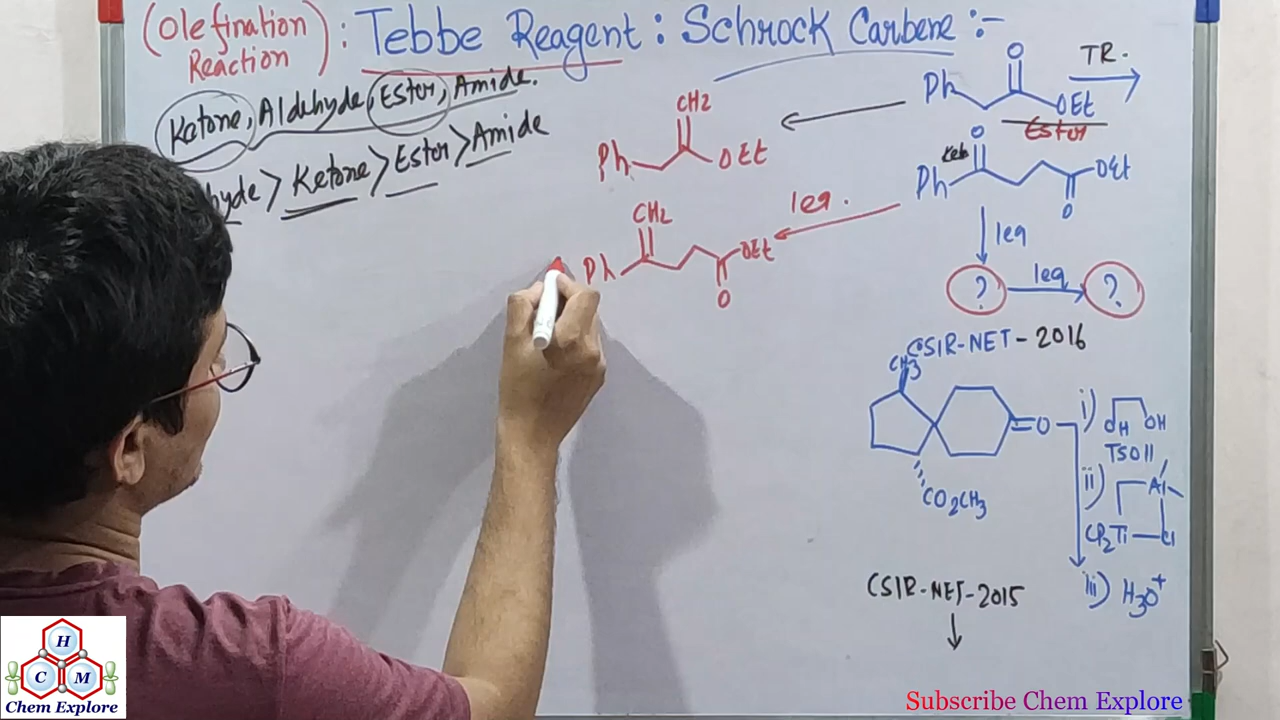 (Olefination Reaction) : Tebbe Reagent : Schrock Carbene :-
Ketone, Aldehyde, Ester, Amide.
hyde > Ketone > Ester > Amide
Ph O OEt TR.
Ester
CH2
Ph OEt
O
Ph OEt
O
1eq.
CH2
Ph OEt
O
1eq
? 1eq ?
CSIR-NET-2016
CH3
O
CO2CH3
i) OH OH
TsOH
ii) Al
CP2Ti Cl
iii) H3O+
CSIR-NET-2015
H
C M
Chem Explore
Subscribe Chem Explore